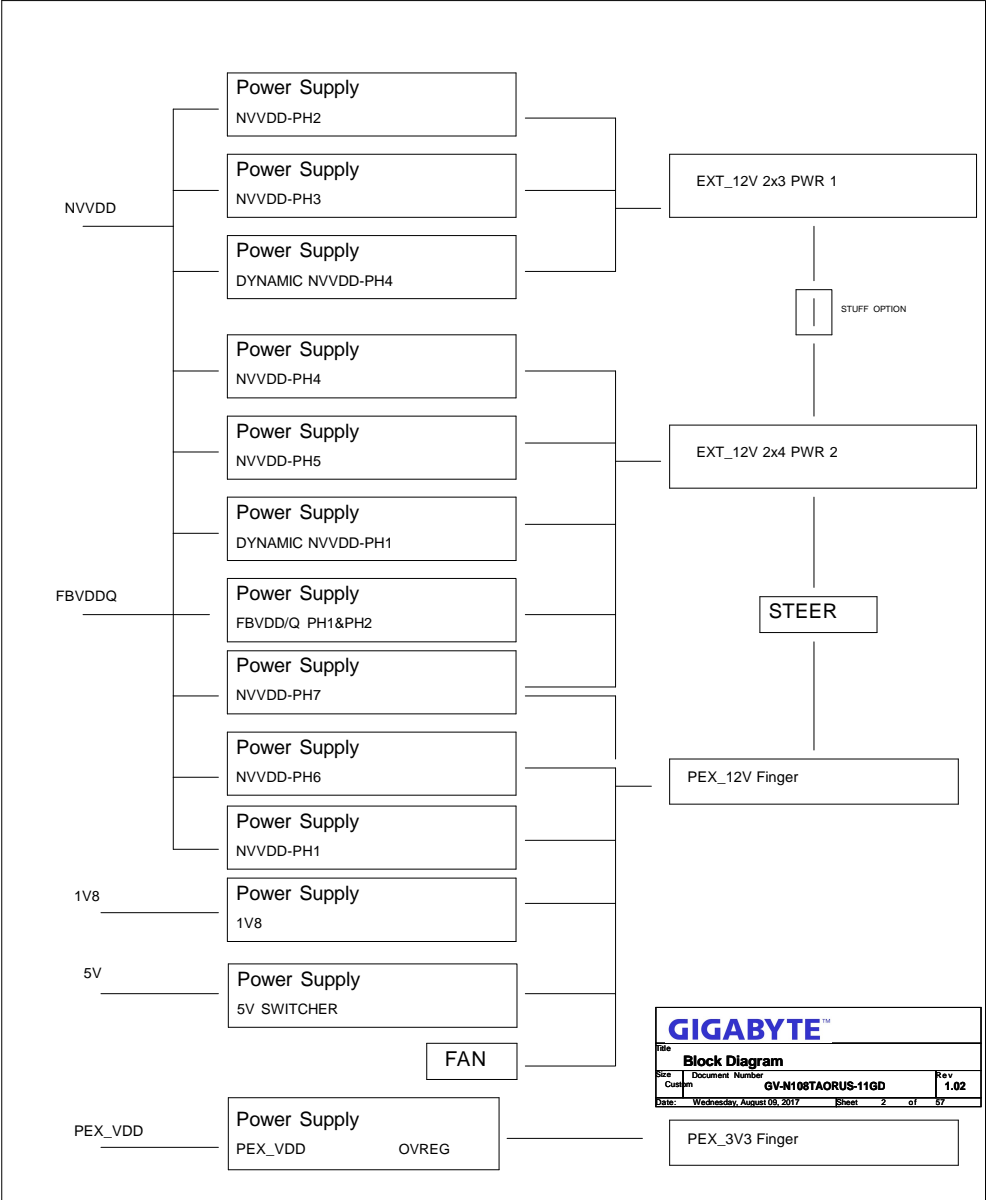 Power Supply
NVVDD-PH2
Power Supply
NVVDD-PH3
EXT_12V 2x3 PWR 1
NVVDD
Power Supply
DYNAMIC NVVDD-PH4
STUFF OPTION
Power Supply
NVVDD-PH4
Power Supply
NVVDD-PH5
EXT_12V 2x4 PWR 2
Power Supply
DYNAMIC NVVDD-PH1
FBVDDQ
Power Supply
FBVDD/Q PH1&PH2
STEER
Power Supply
NVVDD-PH7
Power Supply
NVVDD-PH6
PEX_12V Finger
Power Supply
NVVDD-PH1
1V8
Power Supply
1V8
5V
Power Supply
5V SWITCHER
FAN
GIGABYTE™
Title
Block Diagram
Size Document Number Rev
Custom GV-N108TAORUS-11GD 1.02
Date: Wednesday, August 09, 2017 Sheet 2 of 57
PEX_VDD
Power Supply
PEX_VDD OVREG
PEX_3V3 Finger